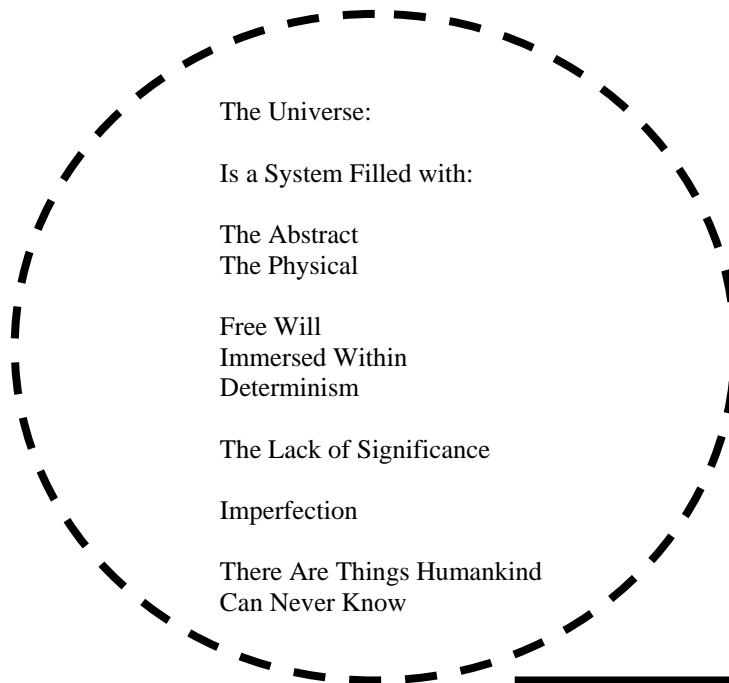 The Universe:
Is a System Filled with:
The Abstract
The Physical
Free Will
Immersed Within
Determinism
The Lack of Significance
Imperfection
There Are Things Humankind
Can Never Know